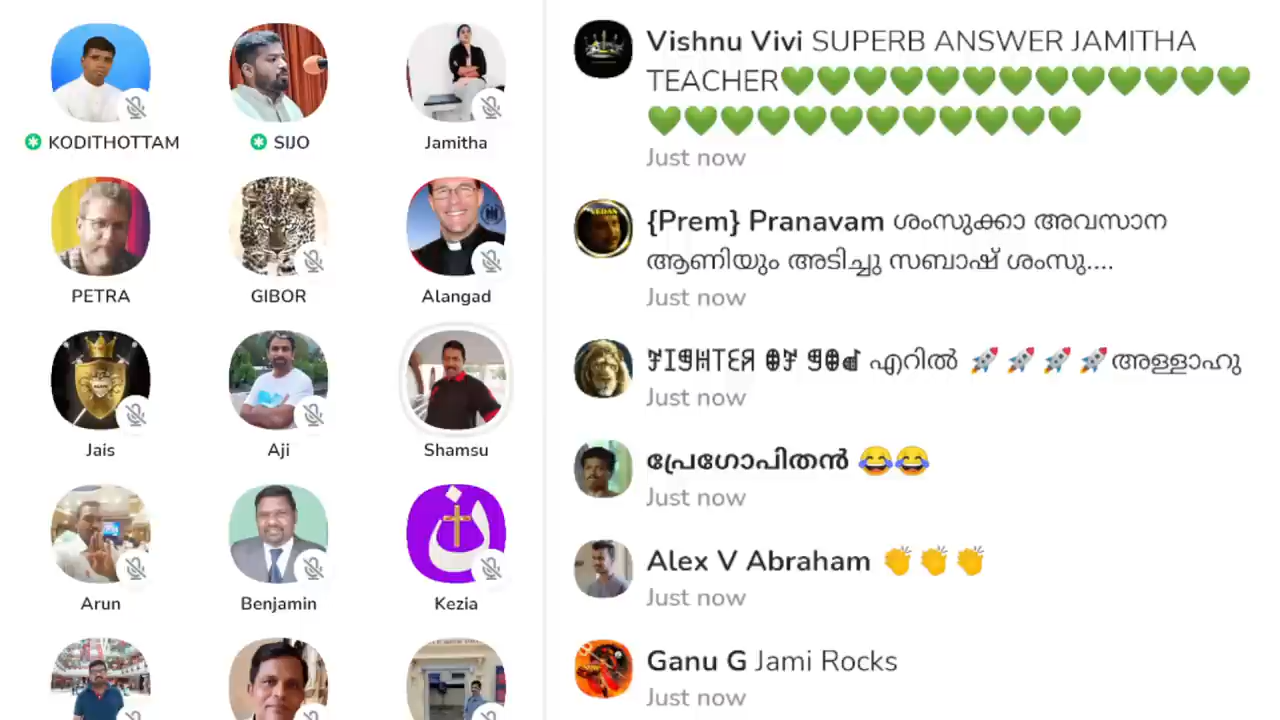 KODITHOTTAM
SIJO
Jamitha
PETRA
GIBOR
Alangad
Jais
Aji
Shamsu
Arun
Benjamin
Kezia
Vishnu Vivi SUPERB ANSWER JAMITHA
TEACHER💚💚💚💚💚💚💚💚💚💚💚💚💚
💚💚💚💚💚💚💚💚💚💚💚💚
Just now
{Prem} Pranavam ശംസുക്കാ അവസാന
ആണിയും അടിച്ചു സബാഷ് ശംസു....
Just now
എറിൽ 🚀🚀🚀🚀അള്ളാഹു
Just now
പ്രേഗോപിതൻ 😂😂
Just now
Alex V Abraham 👏👏👏
Just now
Ganu G Jami Rocks
Just now